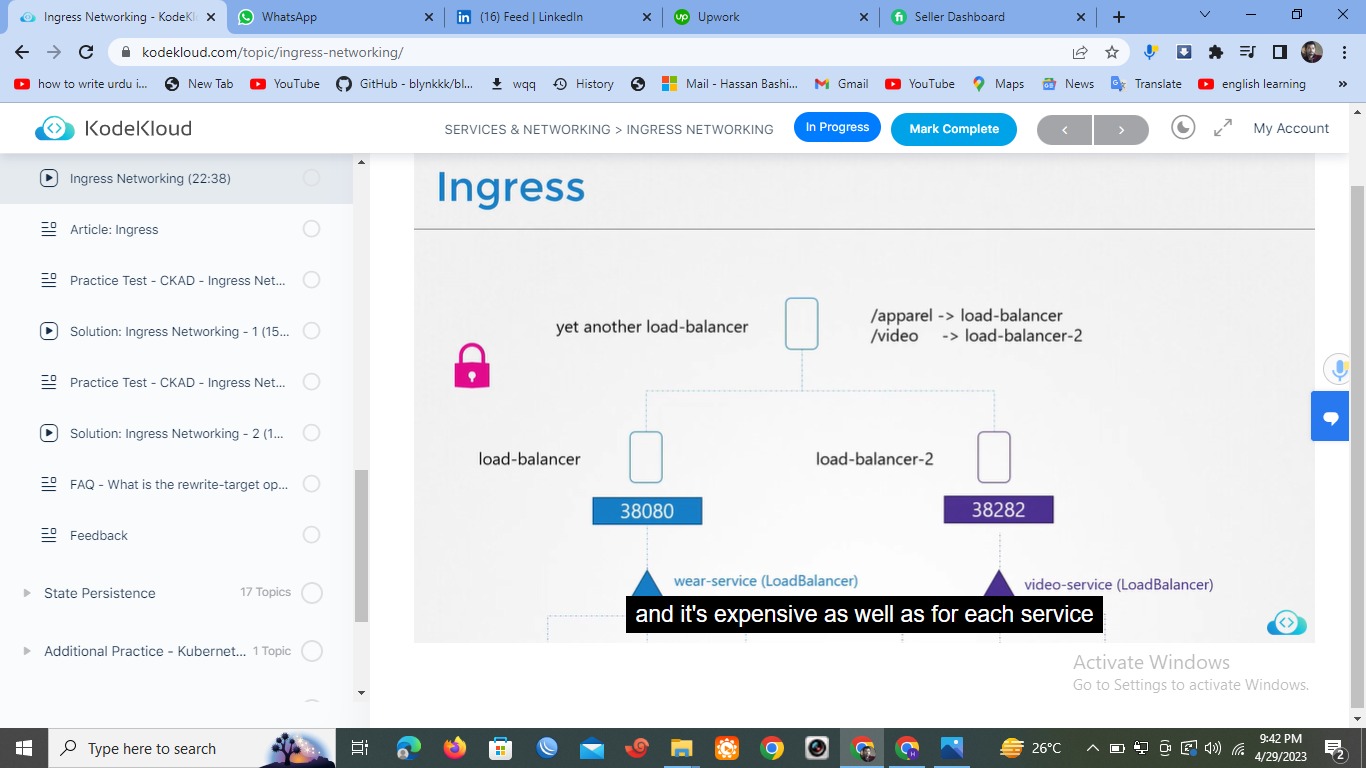 Ingress Networking - KodeKl
WhatsApp
(16) Feed | LinkedIn
Upwork
Seller Dashboard
kodekloud.com/topic/ingress-networking/
how to write urdu i...
New Tab
YouTube
GitHub - blynkkk/bl...
wqq
History
Mail - Hassan Bashi...
Gmail
YouTube
Maps
News
Translate
english learning
KodeKloud
SERVICES & NETWORKING > INGRESS NETWORKING
In Progress
Mark Complete
My Account
Ingress Networking (22:38)
Article: Ingress
Practice Test - CKAD - Ingress Net...
Solution: Ingress Networking - 1 (15...
Practice Test - CKAD - Ingress Net...
Solution: Ingress Networking - 2 (1...
FAQ - What is the rewrite-target op...
Feedback
State Persistence
17 Topics
Additional Practice - Kubernet...
1 Topic
Ingress
yet another load-balancer
/apparel -> load-balancer
/video -> load-balancer-2
load-balancer
load-balancer-2
38080
38282
wear-service (LoadBalancer)
video-service (LoadBalancer)
and it's expensive as well as for each service
Activate Windows
Go to Settings to activate Windows.
Type here to search
26°C
9:42 PM
4/29/2023
2